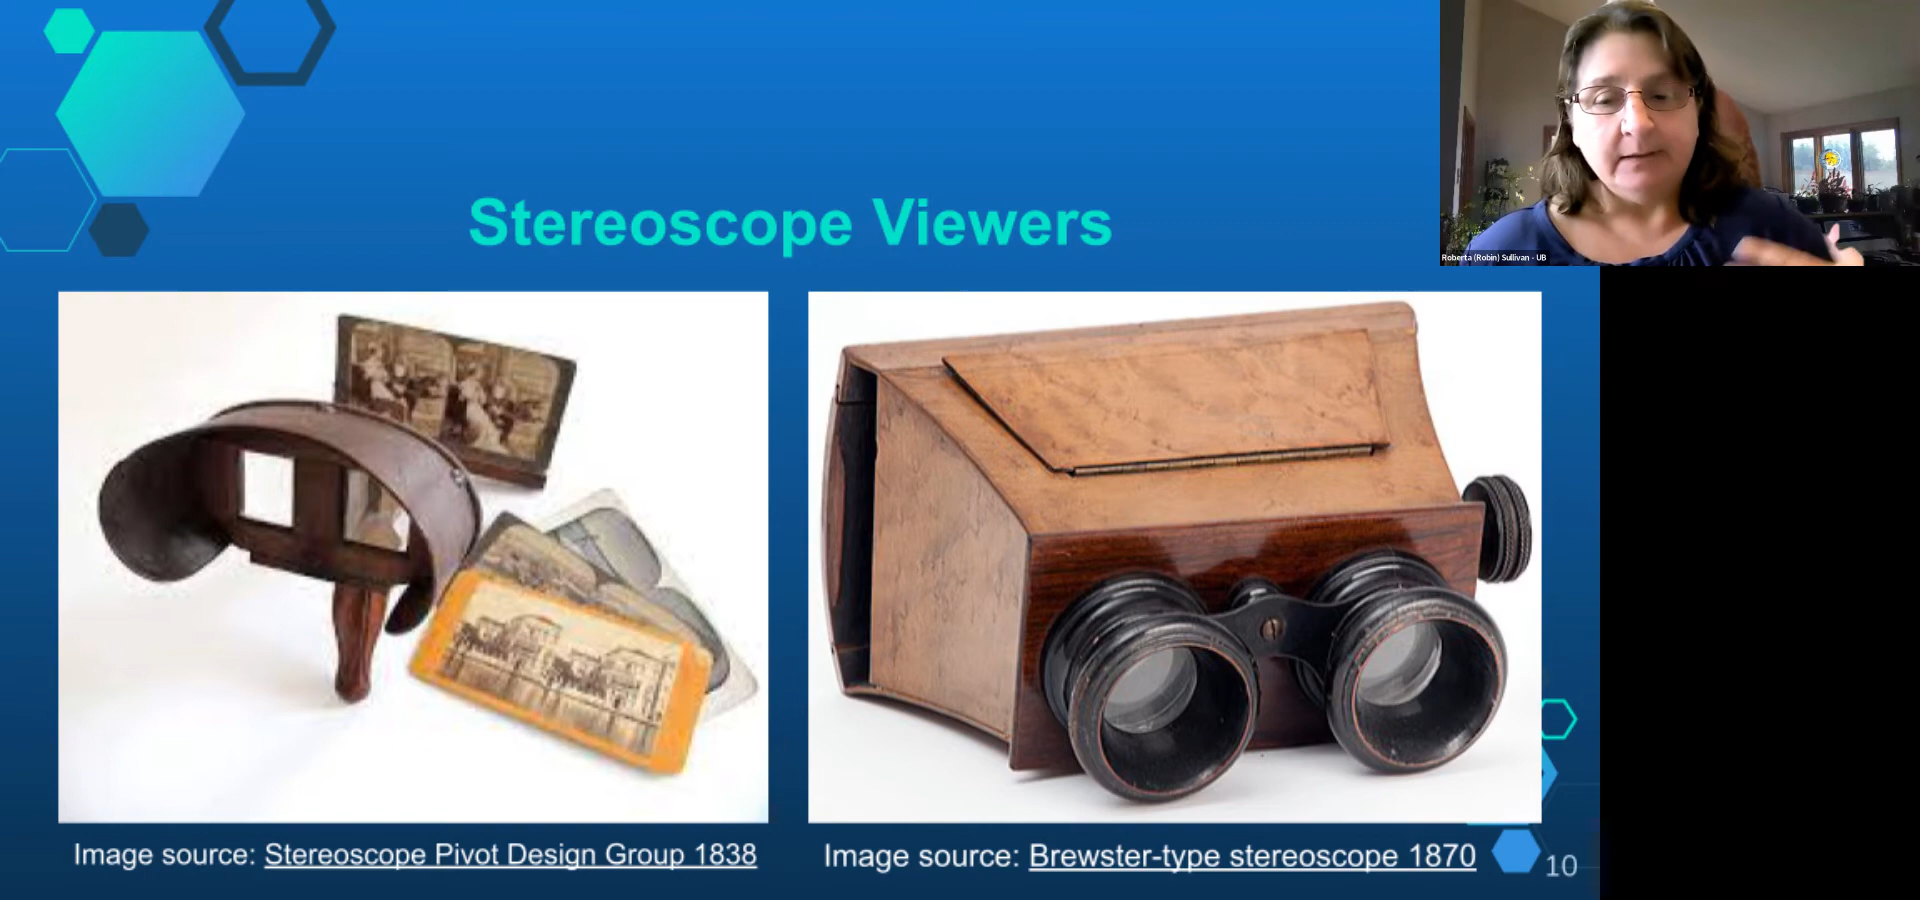 Stereoscope Viewers
Roberta (Robin) Sullivan - UB
Image source: Stereoscope Pivot Design Group 1838
Image source: Brewster-type stereoscope 1870
10